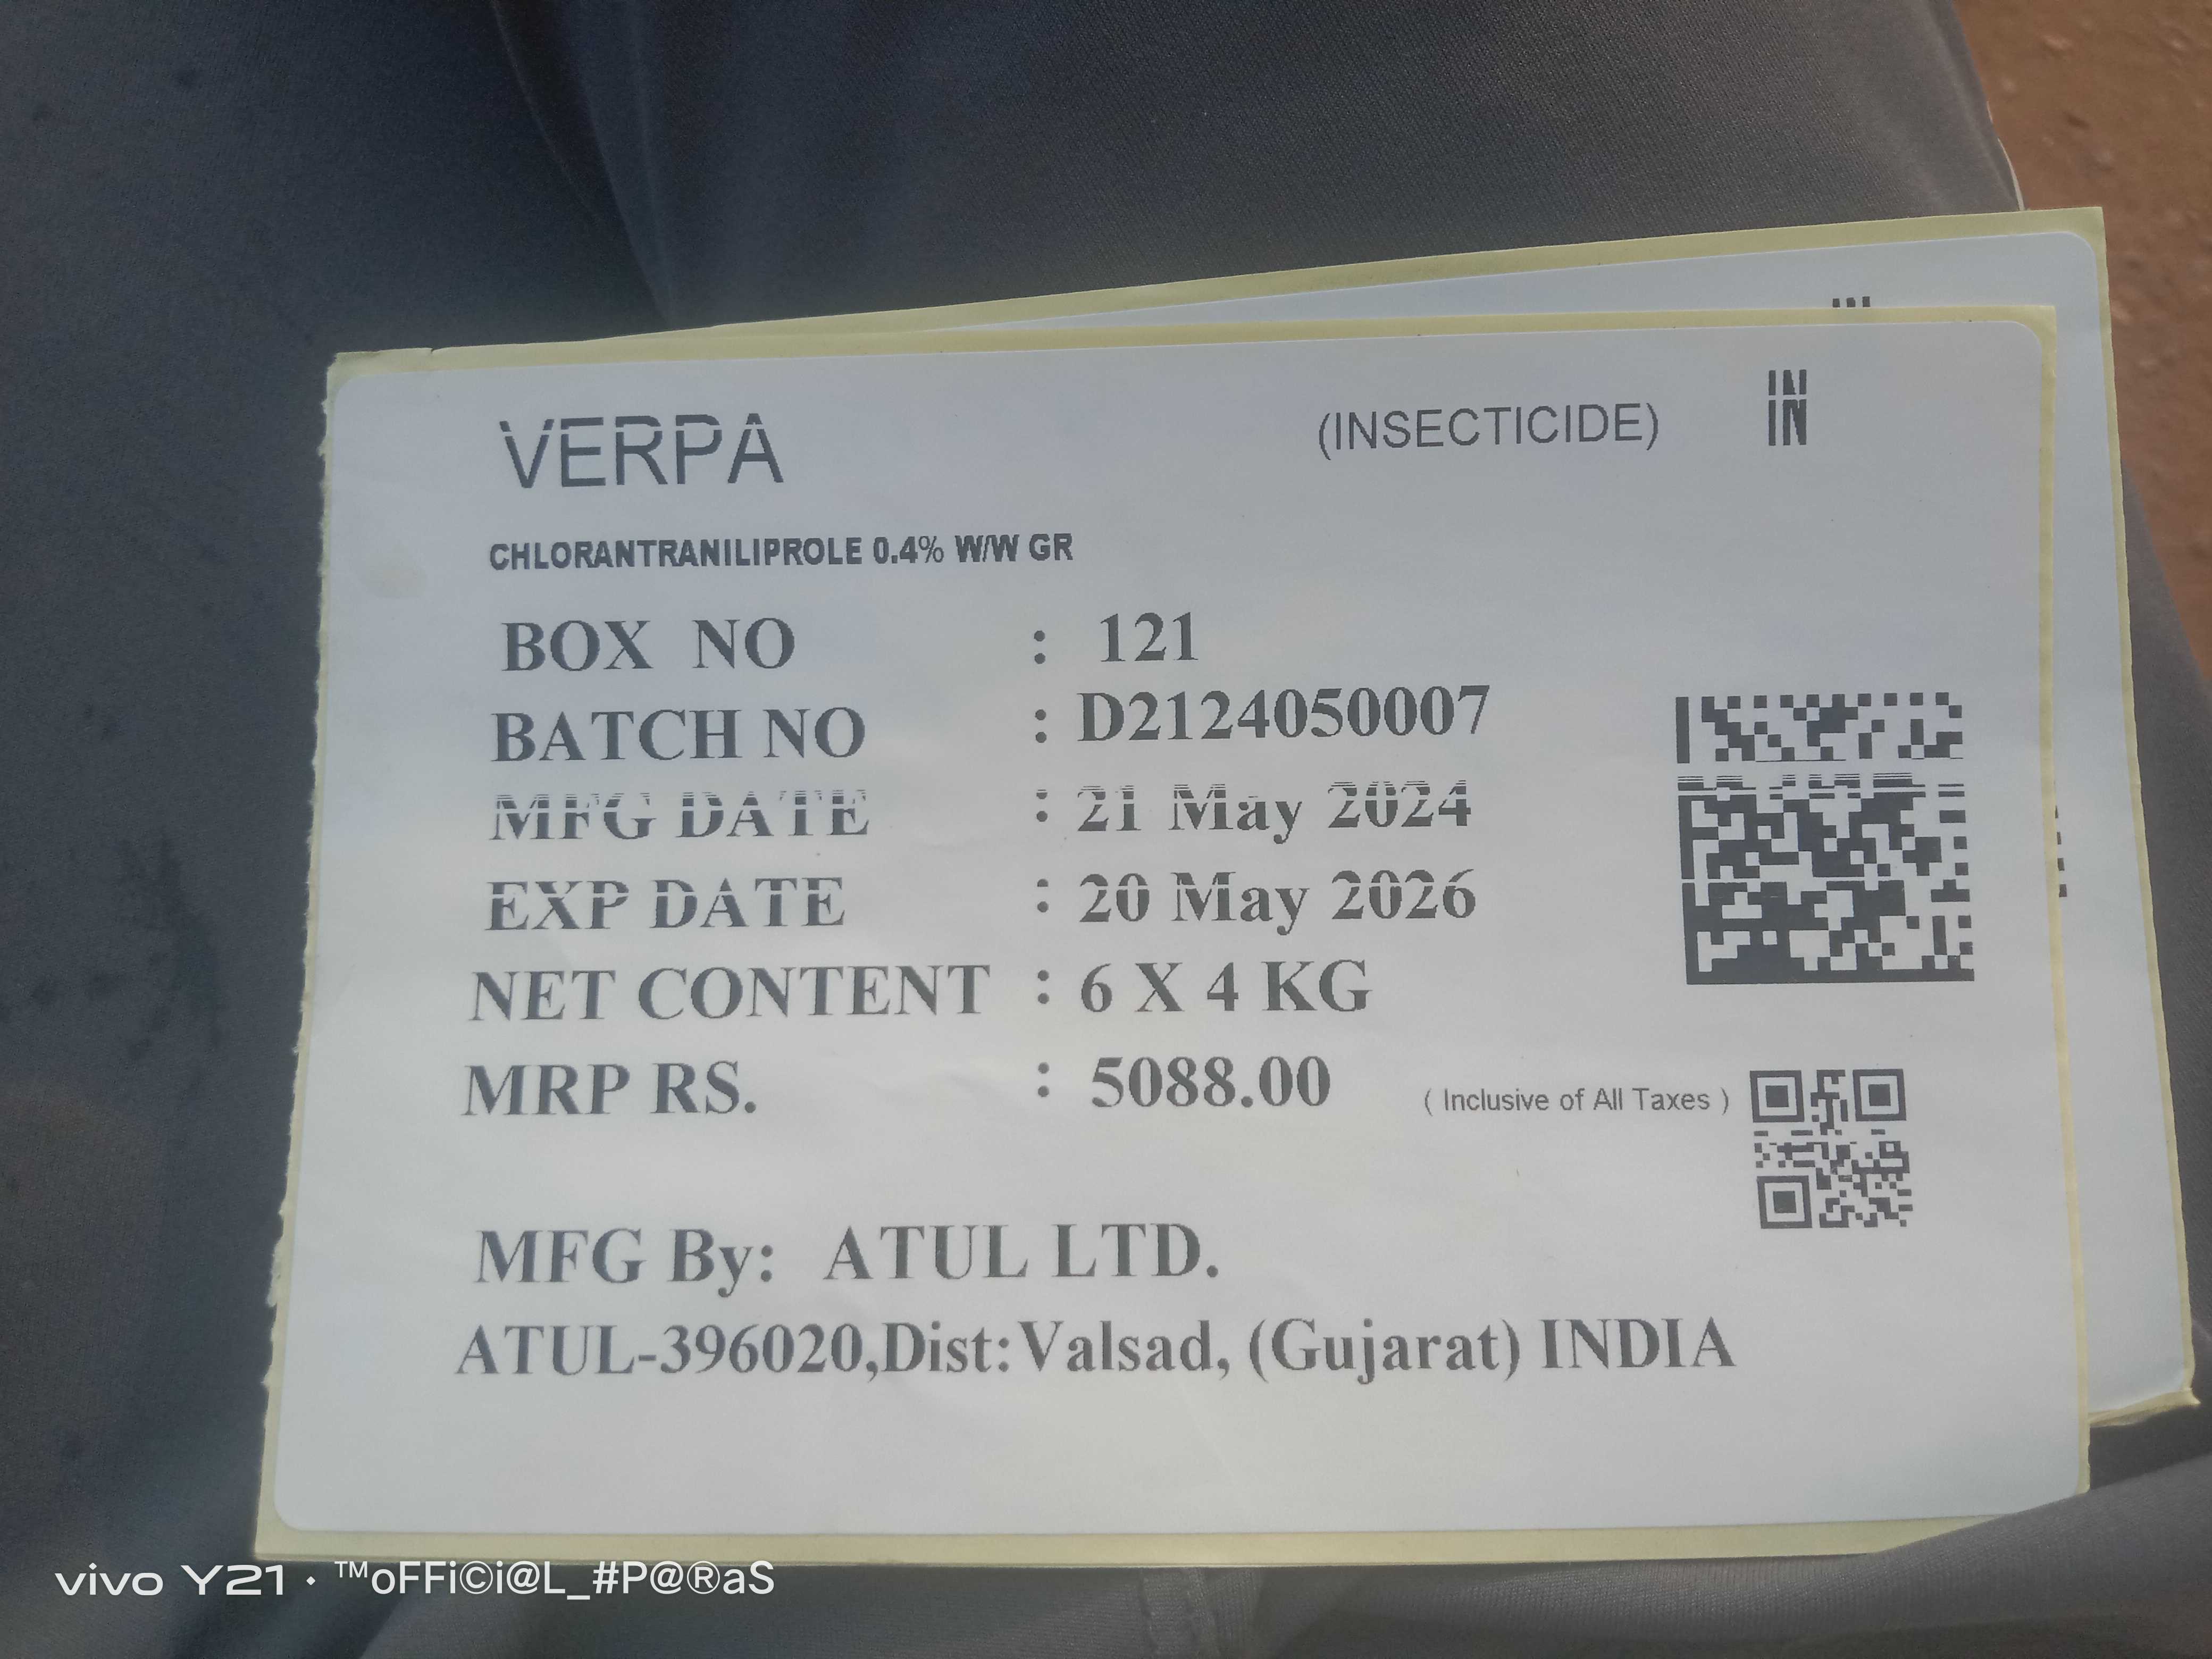 VERPA (INSECTICIDE) IN
CHLORANTRANILIPROLE 0.4% W/W GR
BOX NO : 121
BATCH NO : D2124050007
MFG DATE : 21 May 2024
EXP DATE : 20 May 2026
NET CONTENT : 6 X 4 KG
MRP RS. : 5088.00 ( Inclusive of All Taxes )
MFG By: ATUL LTD.
ATUL-396020,Dist:Valsad, (Gujarat) INDIA
vivo Y21 · ™oFFi©i@L_#P@®aS